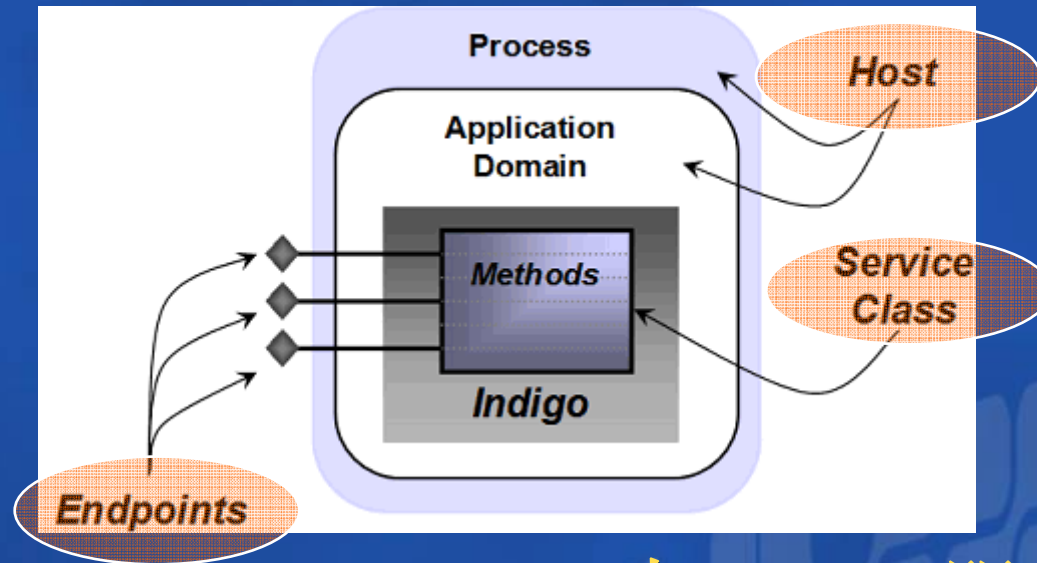 Process
Host
Application
Domain
Methods
Service
Class
Indigo
Endpoints